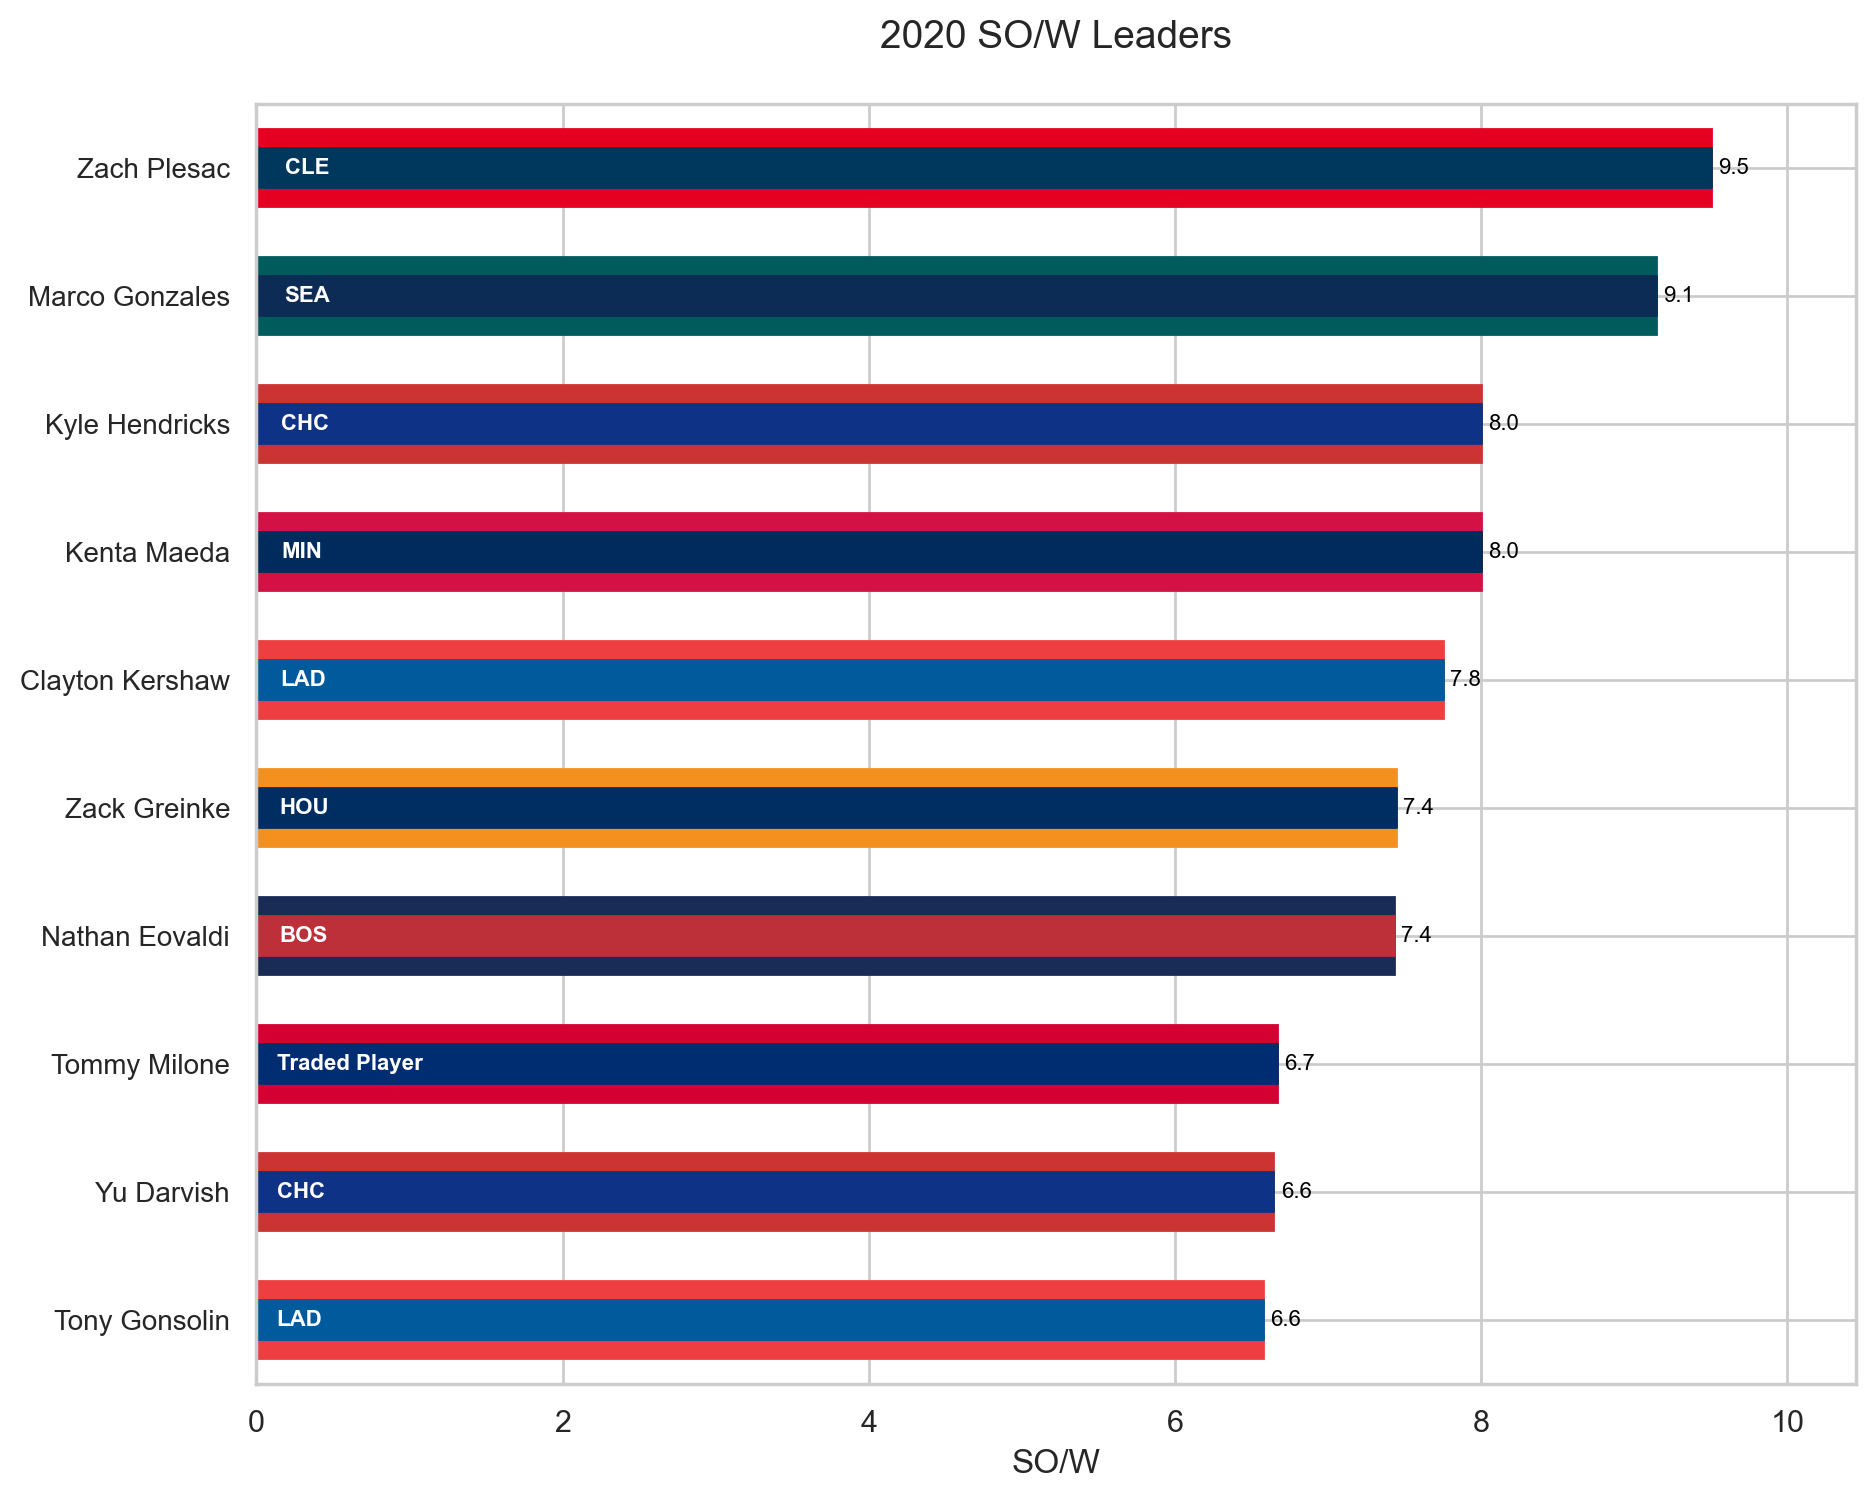 2020 SO/W Leaders
Zach Plesac CLE 9.5
Marco Gonzales SEA 9.1
Kyle Hendricks CHC 8.0
Kenta Maeda MIN 8.0
Clayton Kershaw LAD 7.8
Zack Greinke HOU 7.4
Nathan Eovaldi BOS 7.4
Tommy Milone Traded Player 6.7
Yu Darvish CHC 6.6
Tony Gonsolin LAD 6.6
0 2 4 6 8 10
SO/W